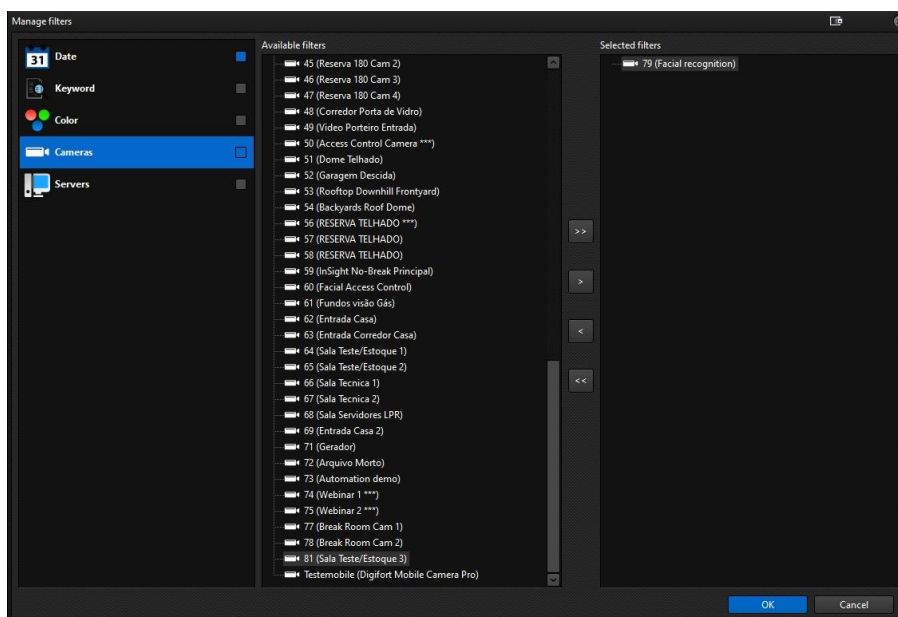 Manage filters
31 Date
Keyword
Color
Cameras
Servers
Available filters
45 (Reserva 180 Cam 2)
46 (Reserva 180 Cam 3)
47 (Reserva 180 Cam 4)
48 (Corredor Porta de Vidro)
49 (Video Porteiro Entrada)
50 (Access Control Camera ***)
51 (Dome Telhado)
52 (Garagem Descida)
53 (Rooftop Downhill Frontyard)
54 (Backyards Roof Dome)
56 (RESERVA TELHADO ***)
57 (RESERVA TELHADO)
58 (RESERVA TELHADO)
59 (InSight No-Break Principal)
60 (Facial Access Control)
61 (Fundos visão Gás)
62 (Entrada Casa)
63 (Entrada Corredor Casa)
64 (Sala Teste/Estoque 1)
65 (Sala Teste/Estoque 2)
66 (Sala Tecnica 1)
67 (Sala Tecnica 2)
68 (Sala Servidores LPR)
69 (Entrada Casa 2)
71 (Gerador)
72 (Arquivo Morto)
73 (Automation demo)
74 (Webinar 1 ***)
75 (Webinar 2 ***)
77 (Break Room Cam 1)
78 (Break Room Cam 2)
81 (Sala Teste/Estoque 3)
Testemobile (Digifort Mobile Camera Pro)
>>
>
<
<<
Selected filters
79 (Facial recognition)
OK
Cancel